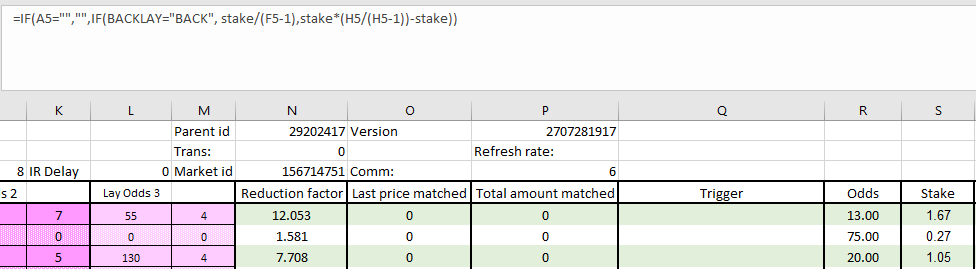 =IF(A5="","",IF(BACKLAY="BACK", stake/(F5-1),stake*(H5/(H5-1))-stake))
K L M N O P Q R S
Parent id 29202417 Version 2707281917
Trans: 0 Refresh rate:
8 IR Delay 0 Market id 156714751 Comm: 6
s 2 Lay Odds 3 Reduction factor Last price matched Total amount matched Trigger Odds Stake
7 55 4 12.053 0 0 13.00 1.67
0 0 0 1.581 0 0 75.00 0.27
5 130 4 7.708 0 0 20.00 1.05